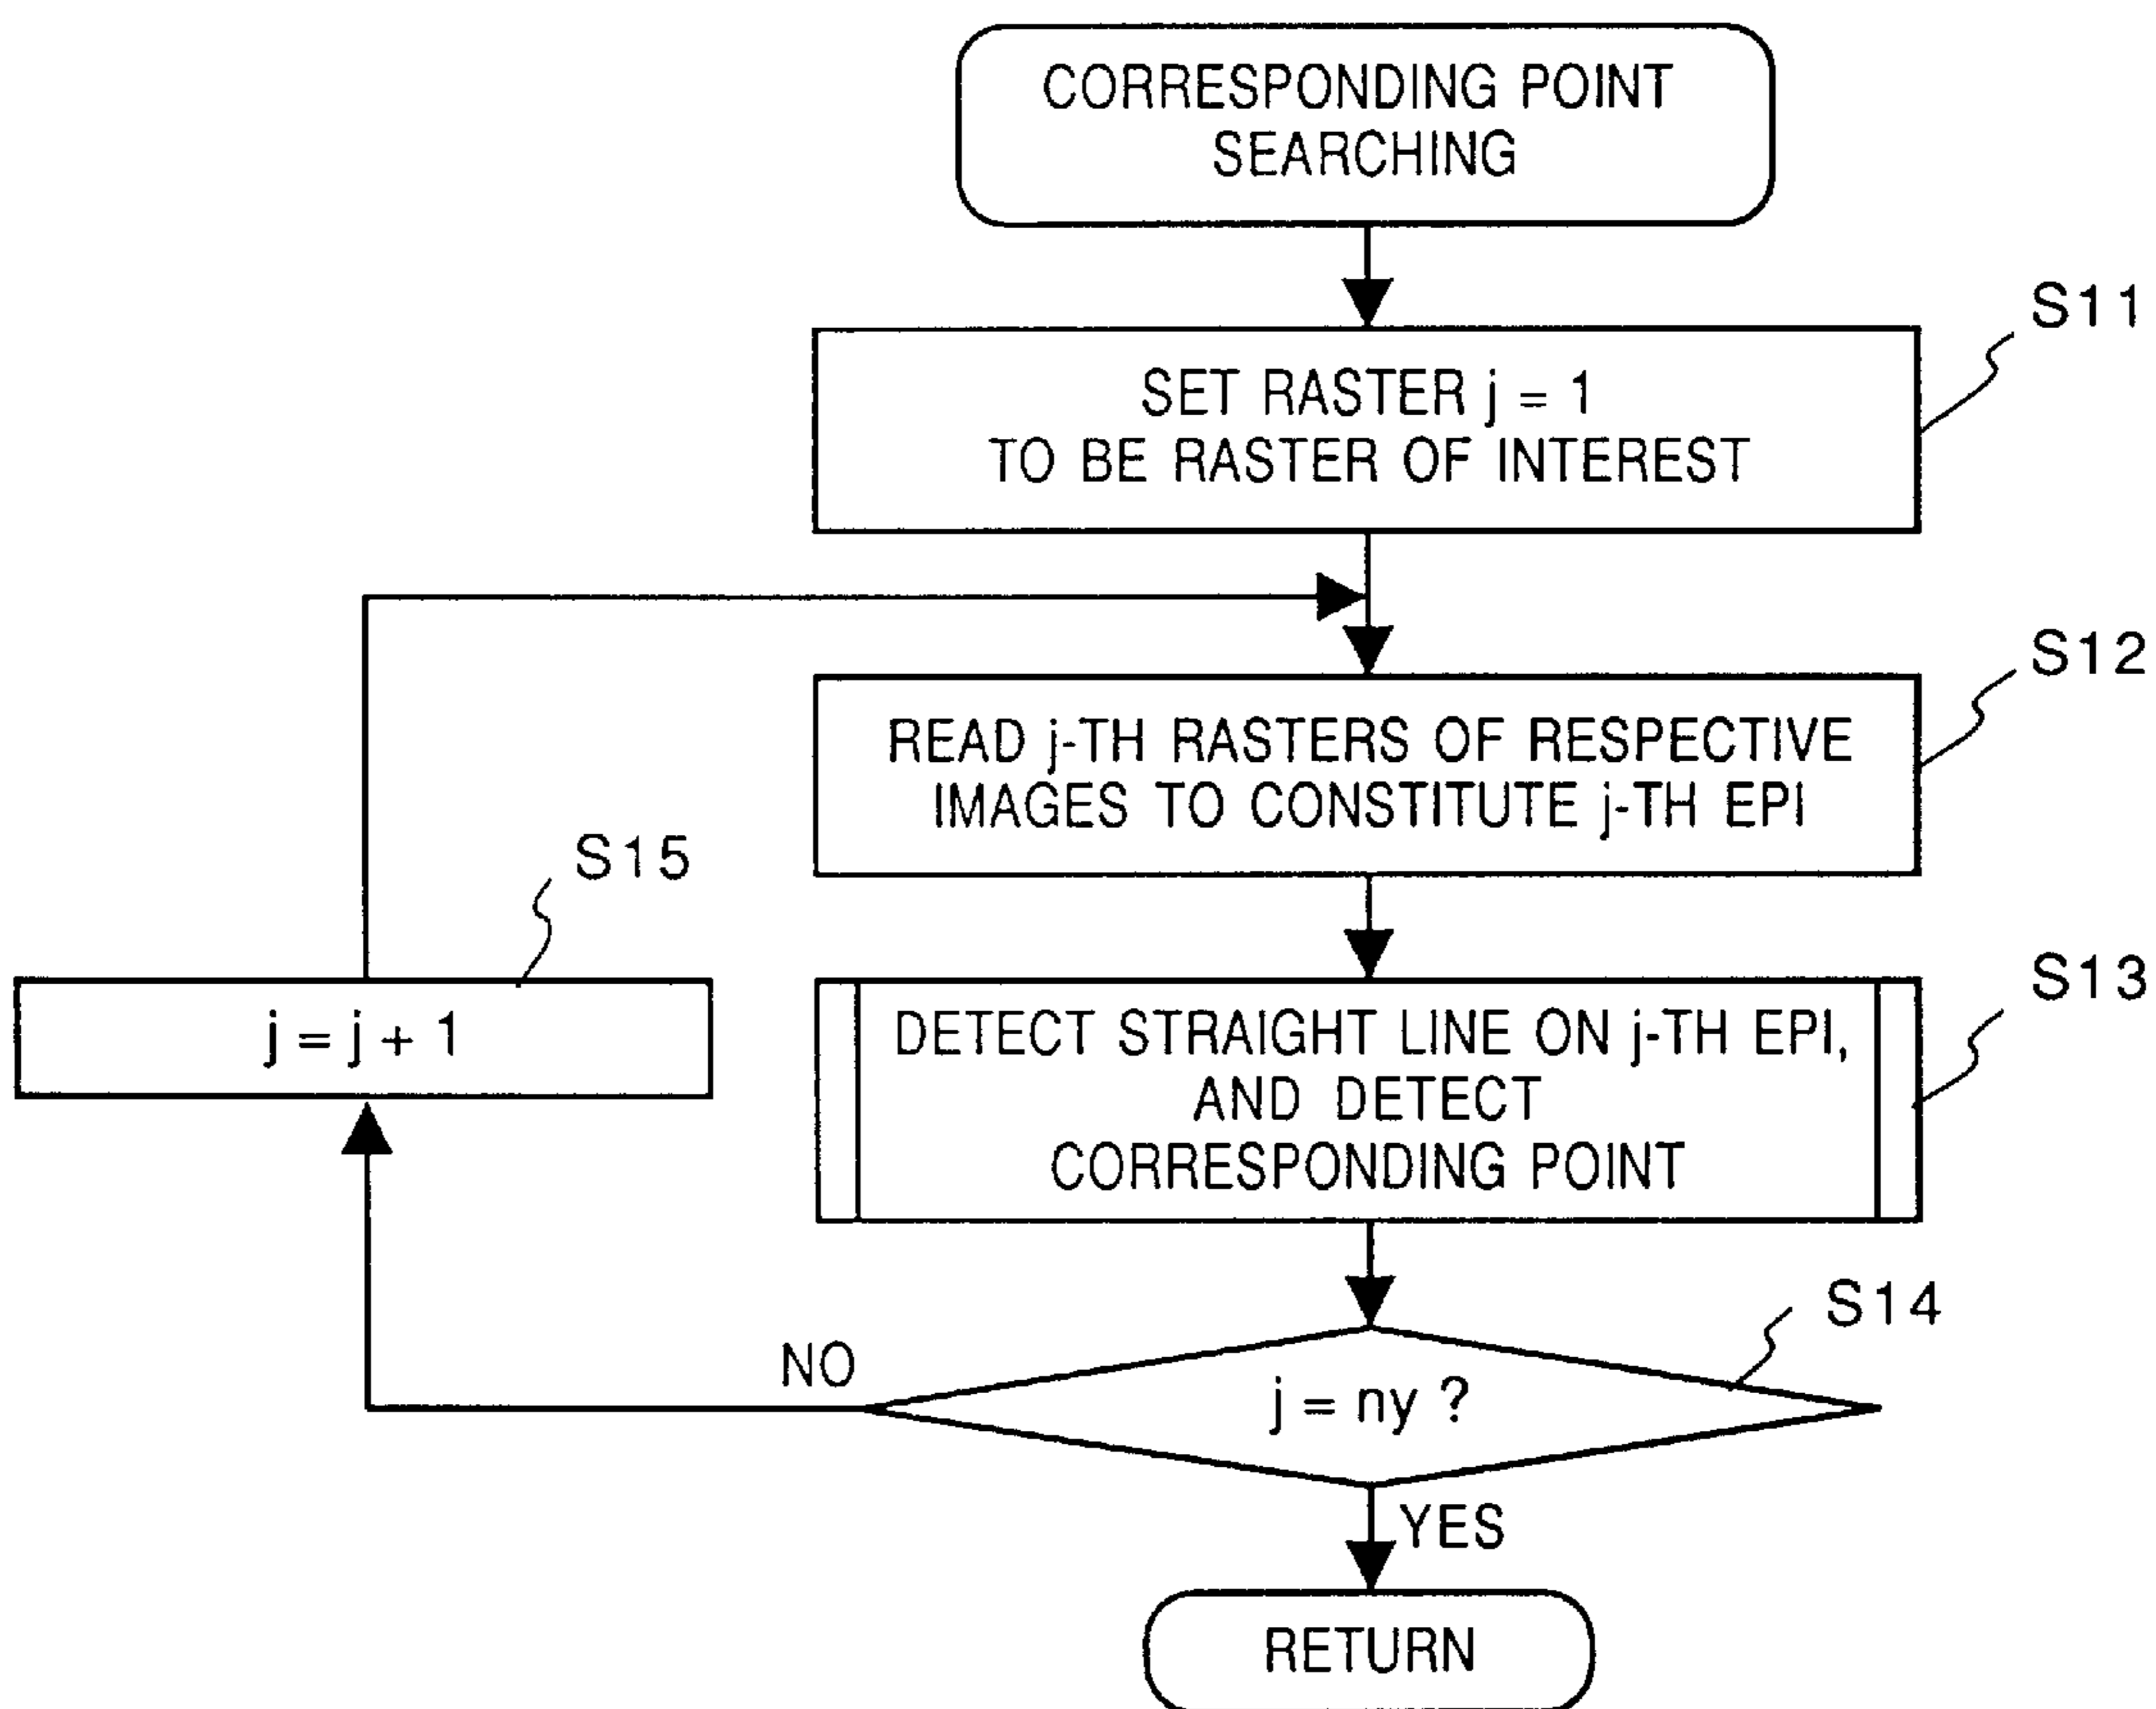 CORRESPONDING POINT
SEARCHING
S11
SET RASTER j = 1
TO BE RASTER OF INTEREST
S12
READ j-TH RASTERS OF RESPECTIVE
IMAGES TO CONSTITUTE j-TH EPI
S15
j = j + 1
S13
DETECT STRAIGHT LINE ON j-TH EPI,
AND DETECT
CORRESPONDING POINT
S14
NO
j = ny ?
YES
RETURN